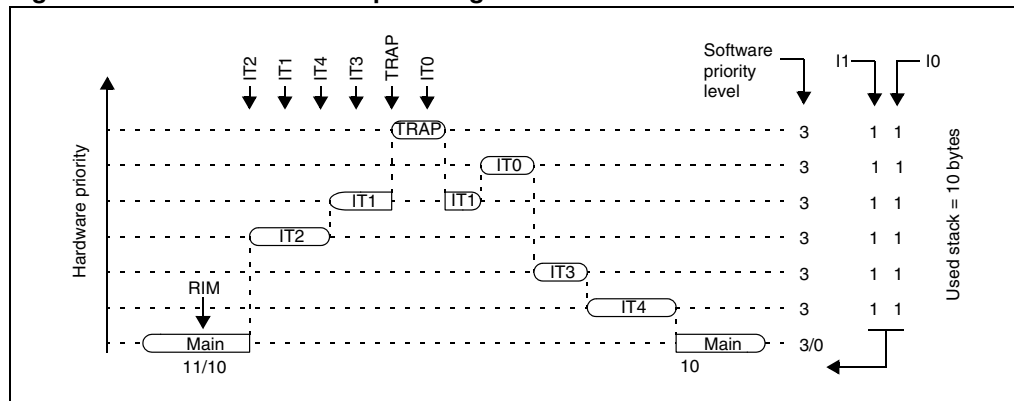 IT2
IT1
IT4
IT3
TRAP
IT0
Software
priority
level
I1
I0
Hardware priority
TRAP
3
1 1
IT0
3
1 1
IT1
IT1
3
1 1
IT2
3
1 1
IT3
3
1 1
RIM
IT4
3
1 1
Main
Main
3/0
11/10
10
Used stack = 10 bytes